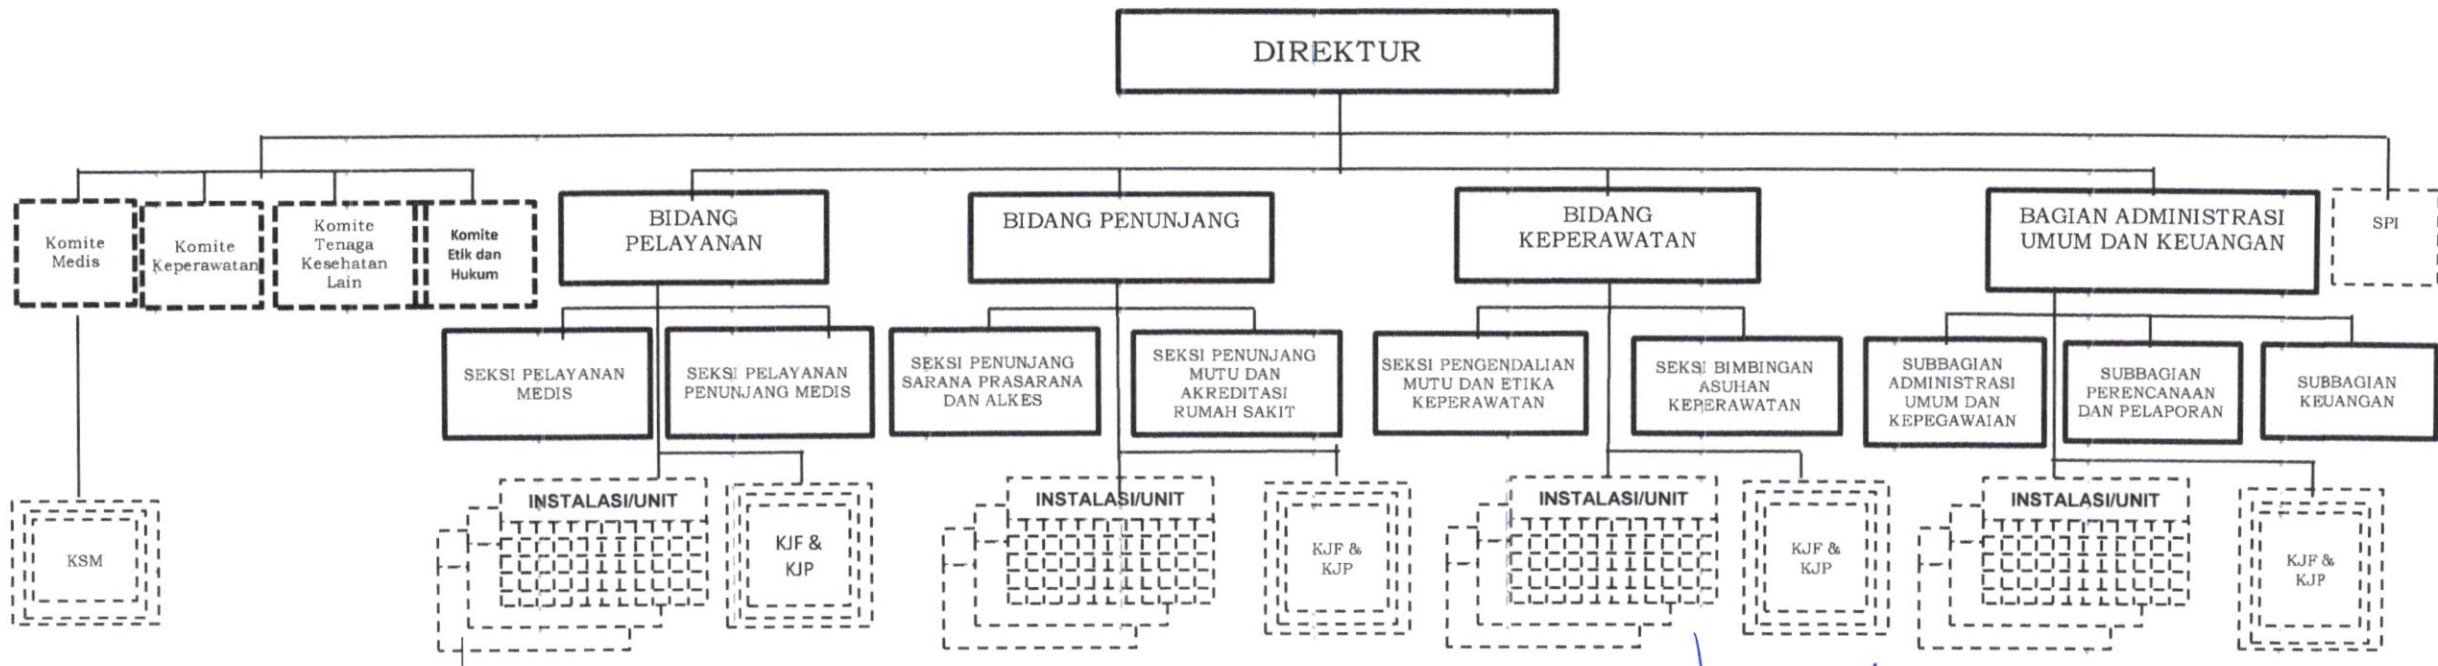 DIREKTUR
Komite
Medis
Komite
Keperawatan
Komite
Tenaga
Kesehatan
Lain
Komite
Etik dan
Hukum
BIDANG
PELAYANAN
BIDANG PENUNJANG
BIDANG
KEPERAWATAN
BAGIAN ADMINISTRASI
UMUM DAN KEUANGAN
SPI
SEKSI PELAYANAN
MEDIS
SEKSI PELAYANAN
PENUNJANG MEDIS
SEKSI PENUNJANG
SARANA PRASARANA
DAN ALKES
SEKSI PENUNJANG
MUTU DAN
AKREDITASI
RUMAH SAKIT
SEKSI PENGENDALIAN
MUTU DAN ETIKA
KEPERAWATAN
SEKSI BIMBINGAN
ASUHAN
KEPERAWATAN
SUBBAGIAN
ADMINISTRASI
UMUM DAN
KEPEGAWAIAN
SUBBAGIAN
PERENCANAAN
DAN PELAPORAN
SUBBAGIAN
KEUANGAN
KSM
INSTALASI/UNIT
KJF &
KJP
INSTALASI/UNIT
KJF &
KJP
INSTALASI/UNIT
KJF &
KJP
INSTALASI/UNIT
KJF &
KJP